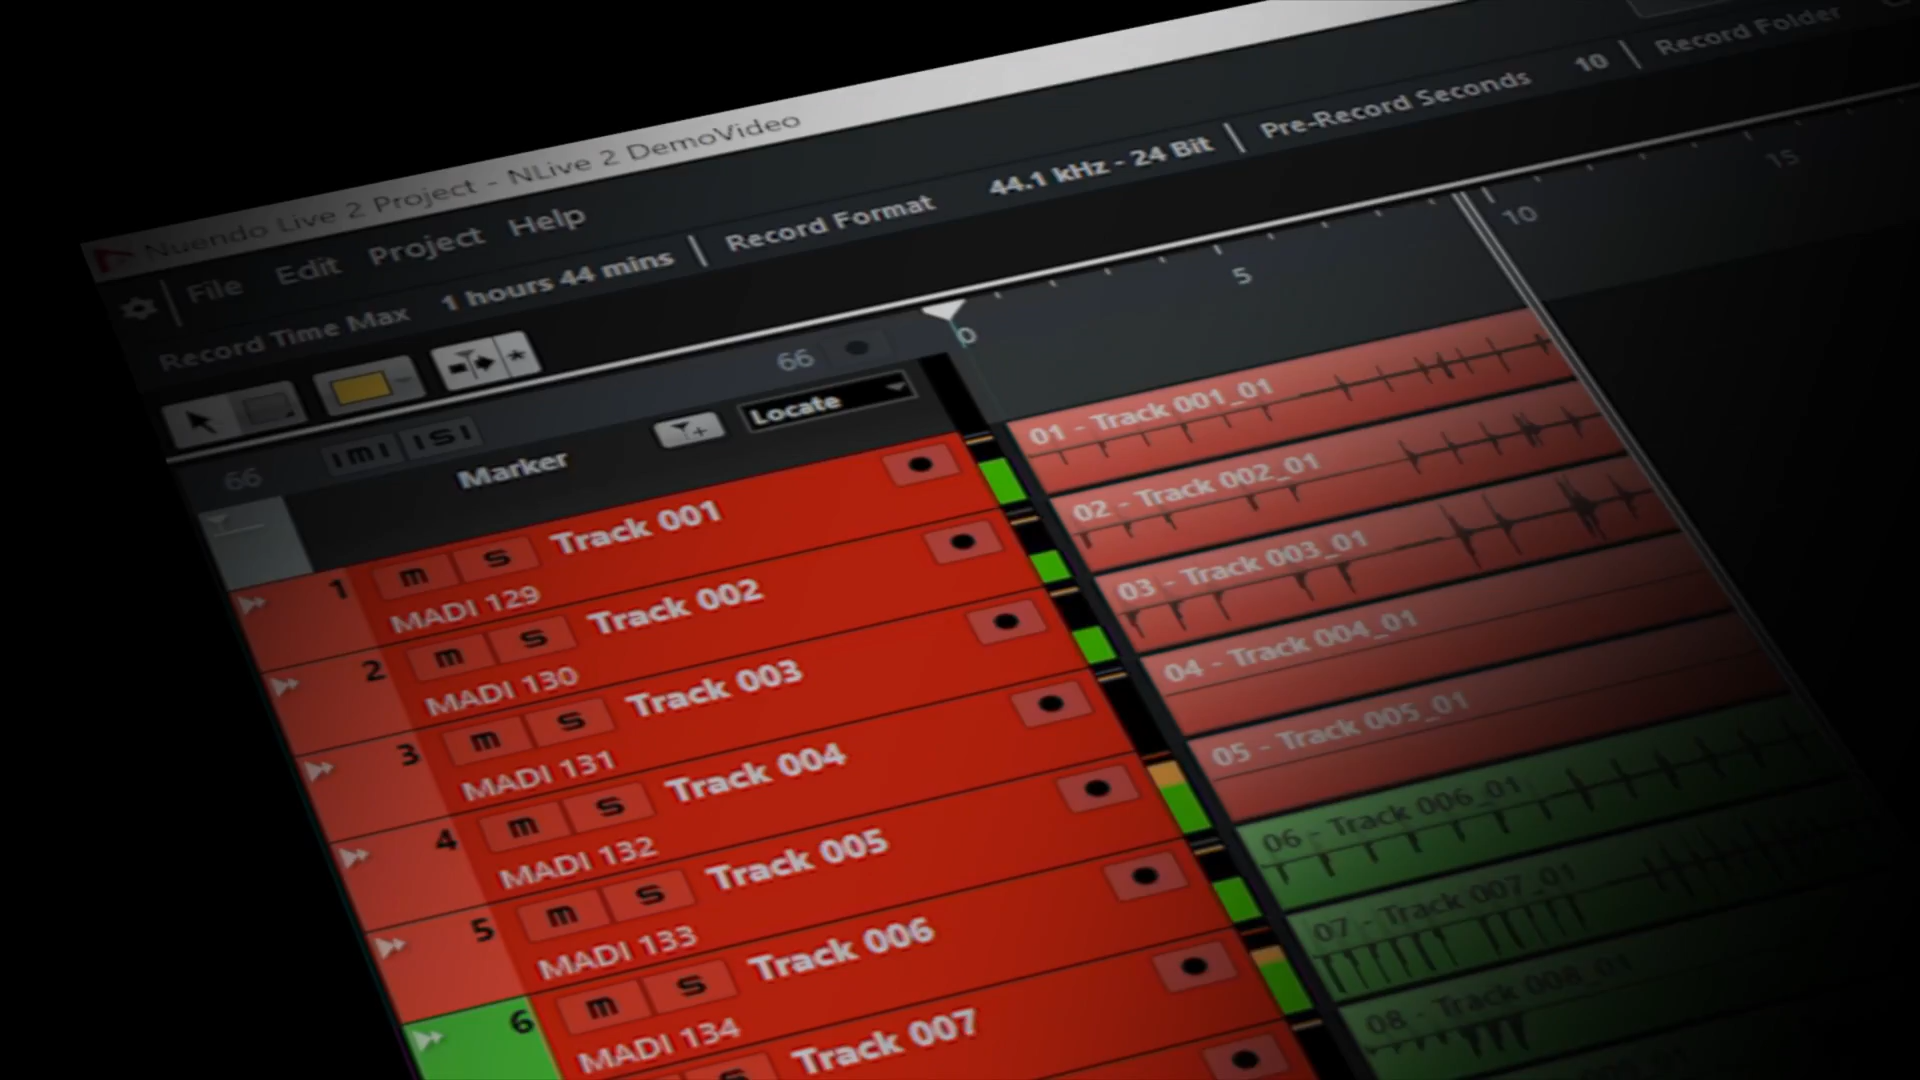 Nuendo Live 2 Project - NLive 2 DemoVideo
File Edit Project Help
Record Time Max 1 hours 44 mins Record Format 44.1 kHz - 24 Bit Pre-Record Seconds 10 Record Folder
0 5 10 15
66
66 m S
Marker Locate
1 m S Track 001
MADI 129
2 m S Track 002
MADI 130
3 m S Track 003
MADI 131
4 m S Track 004
MADI 132
5 m S Track 005
MADI 133
6 m S Track 006
MADI 134
S Track 007
01 - Track 001_01
02 - Track 002_01
03 - Track 003_01
04 - Track 004_01
05 - Track 005_01
06 - Track 006_01
07 - Track 007_01
08 - Track 008_01